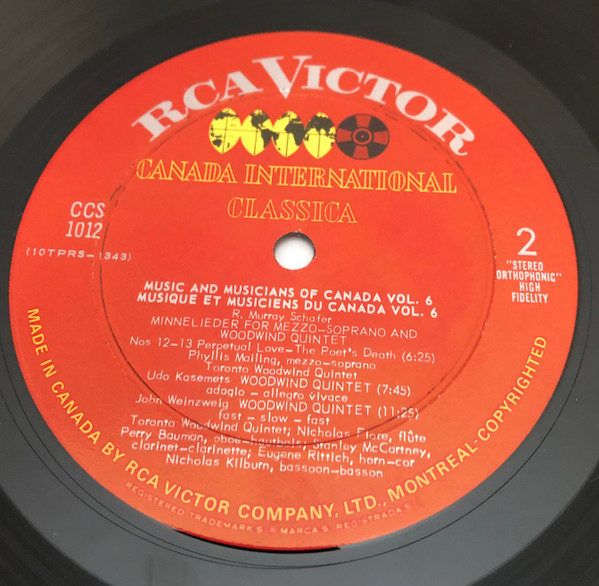 RCA VICTOR
CANADA INTERNATIONAL
CLASSICA
CCS
1012
(10TPRS-1343)
2
"STEREO
ORTHOPHONIC"
HIGH
FIDELITY
MUSIC AND MUSICIANS OF CANADA VOL. 6
MUSIQUE ET MUSICIENS DU CANADA VOL. 6
R. Murray Schafer
MINNELIEDER FOR MEZZO-SOPRANO AND
WOODWIND QUINTET
Nos 12-13 Perpetual Love-The Poet's Death (6:25)
Phyllis Mailing, mezzo-soprano
Toronto Woodwind Quintet
Udo Kasemets WOODWIND QUINTET (7:45)
adagio - allegro vivace
John Weinzweig WOODWIND QUINTET (11:25)
fast - slow - fast
Toronto Woodwind Quintet; Nicholas Fiore, flûte
Perry Bauman, oboe-hautbois; Stanley McCartney,
clarinet-clarinette; Eugene Rittich, horn-cor
Nicholas Kilburn, bassoon-basson
MADE IN CANADA BY RCA VICTOR COMPANY, LTD., MONTREAL-COPYRIGHTED
REGISTERED TRADEMARKS ® MARCAS REGISTRADAS